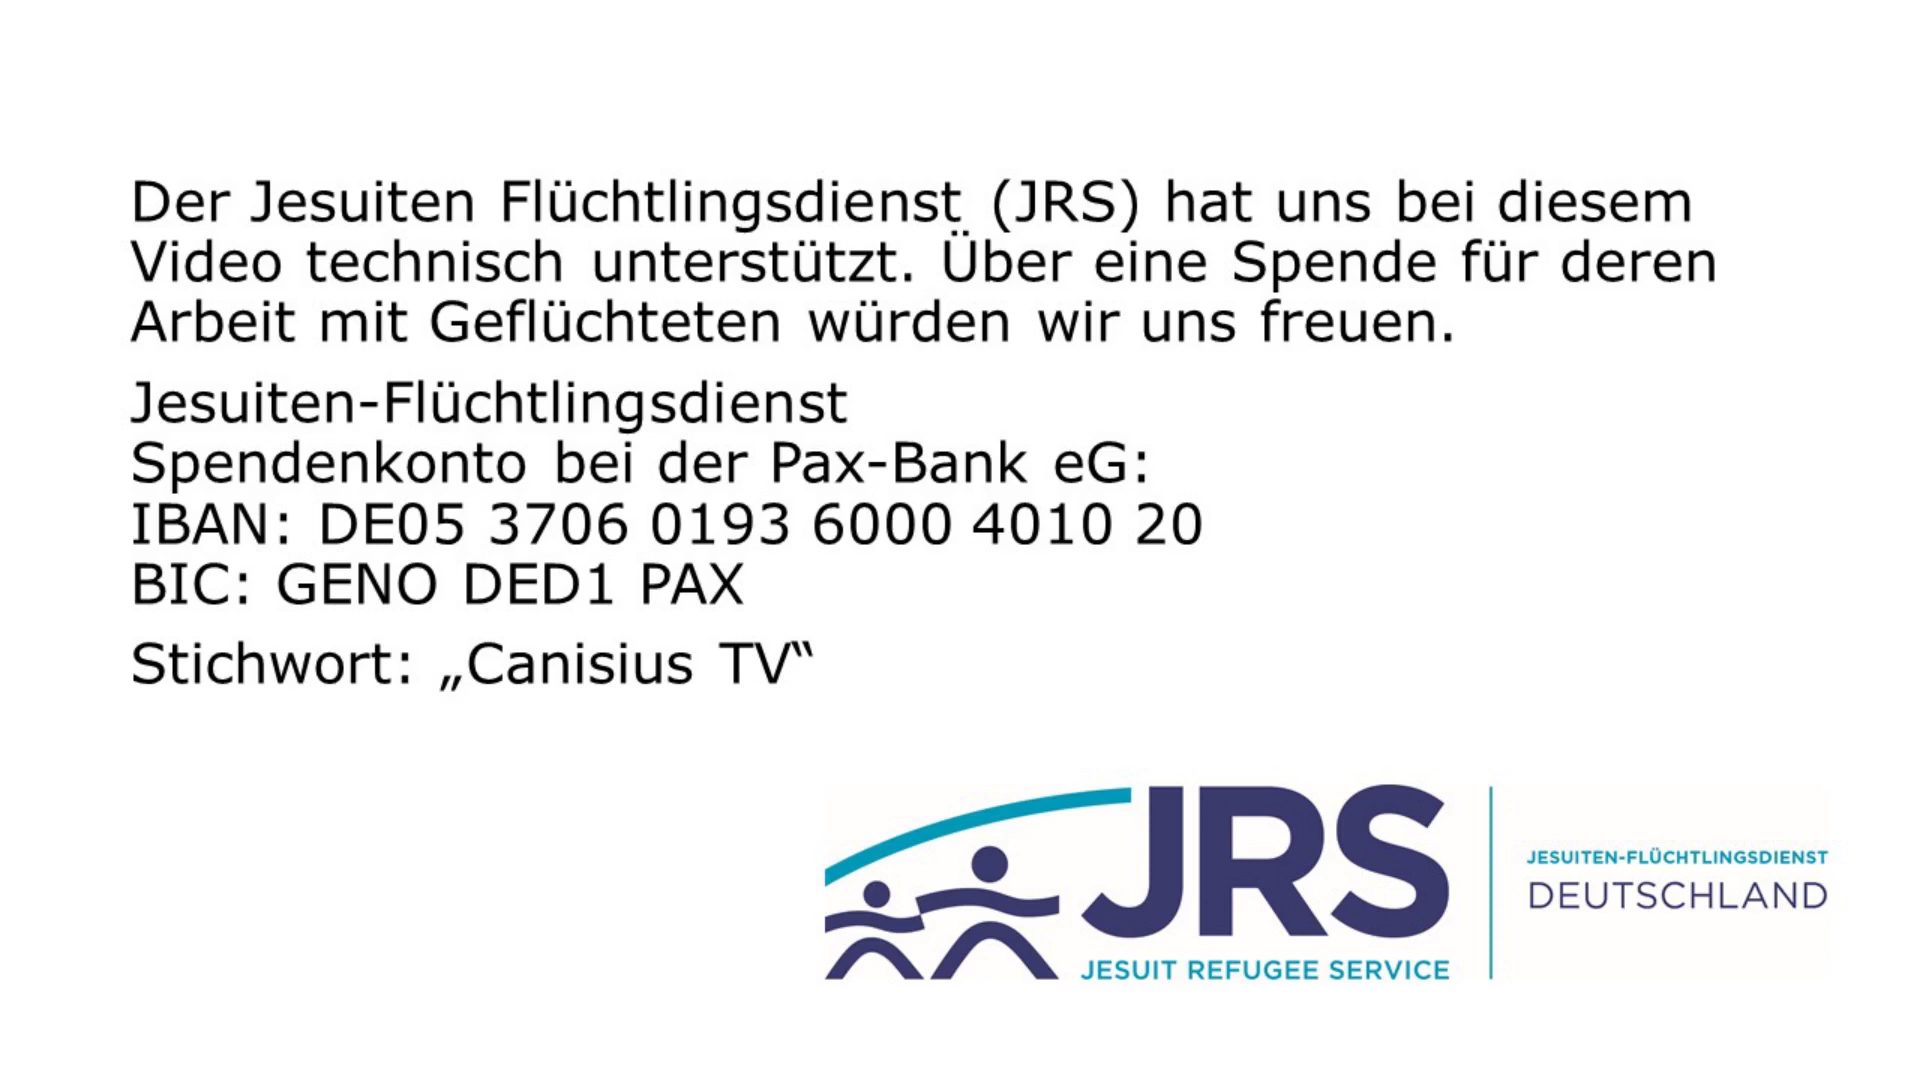 Der Jesuiten Flüchtlingsdienst (JRS) hat uns bei diesem
Video technisch unterstützt. Über eine Spende für deren
Arbeit mit Geflüchteten würden wir uns freuen.
Jesuiten-Flüchtlingsdienst
Spendenkonto bei der Pax-Bank eG:
IBAN: DE05 3706 0193 6000 4010 20
BIC: GENO DED1 PAX
Stichwort: „Canisius TV“
JRS
JESUIT REFUGEE SERVICE
JESUITEN-FLÜCHTLINGSDIENST
DEUTSCHLAND